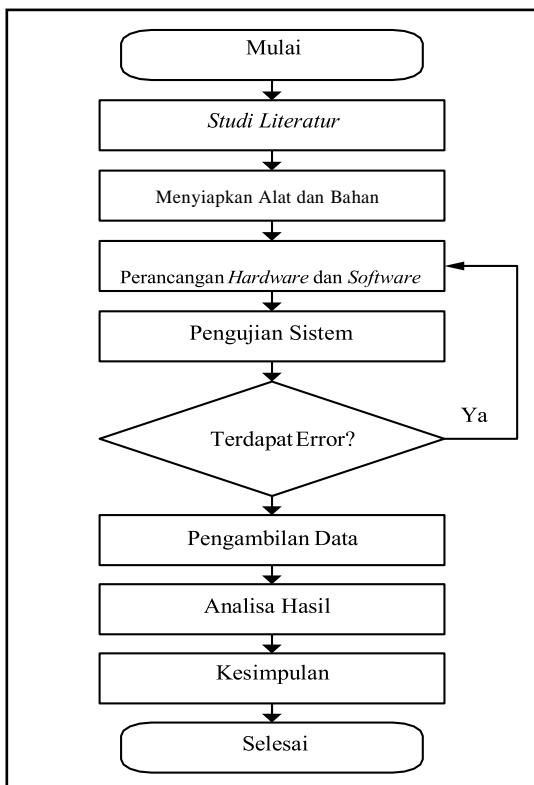 Mulai
Studi Literatur
Menyiapkan Alat dan Bahan
Perancangan Hardware dan Software
Pengujian Sistem
Terdapat Error?
Ya
Pengambilan Data
Analisa Hasil
Kesimpulan
Selesai